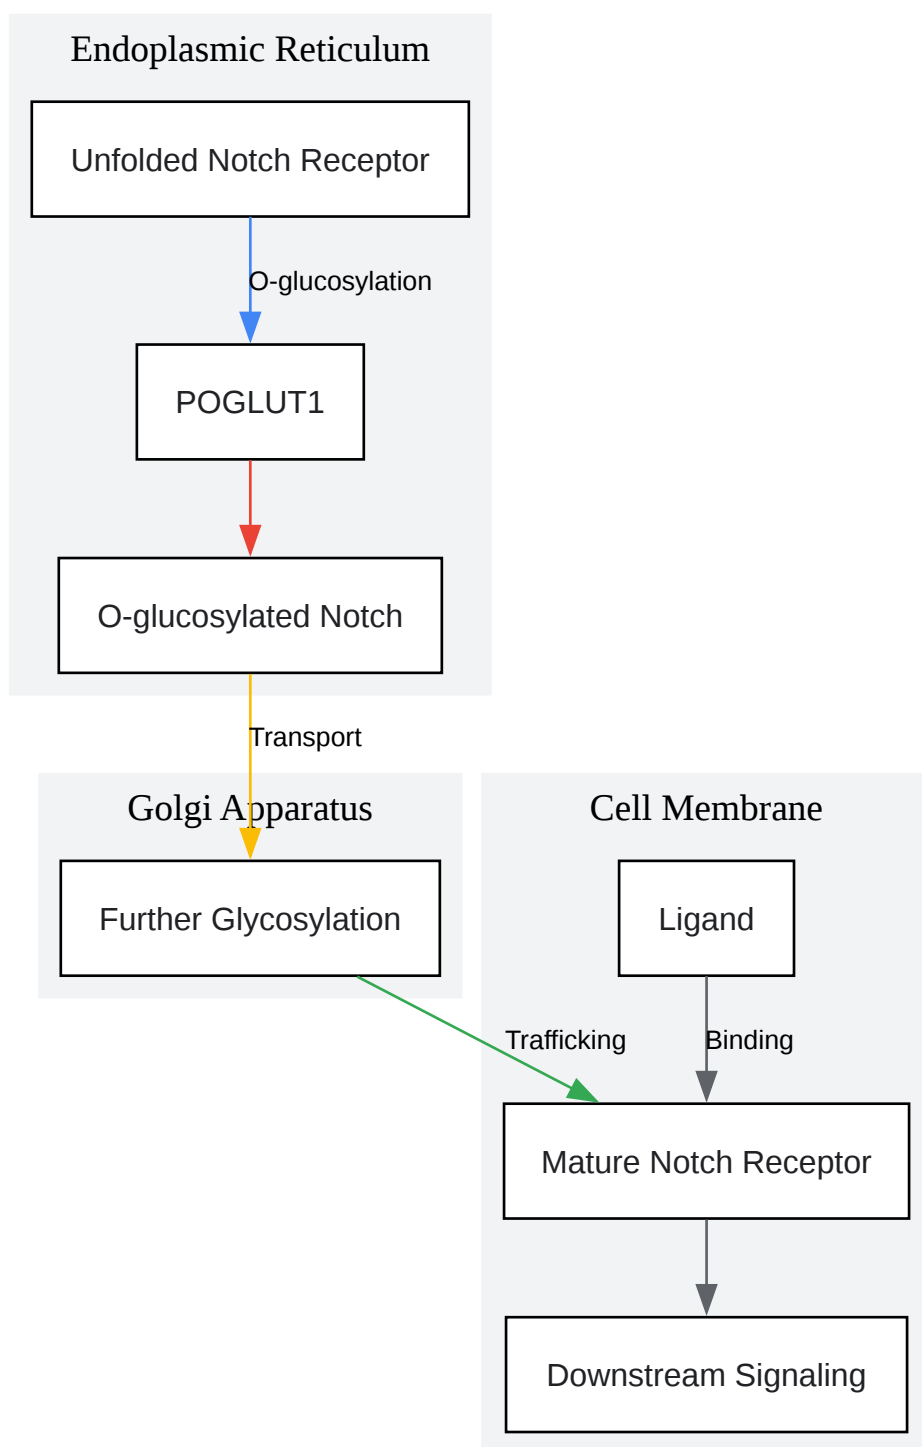 Endoplasmic Reticulum
Unfolded Notch Receptor
O-glucosylation
POGLUT1
O-glucosylated Notch
Transport
Golgi Apparatus
Further Glycosylation
Cell Membrane
Ligand
Trafficking
Binding
Mature Notch Receptor
Downstream Signaling